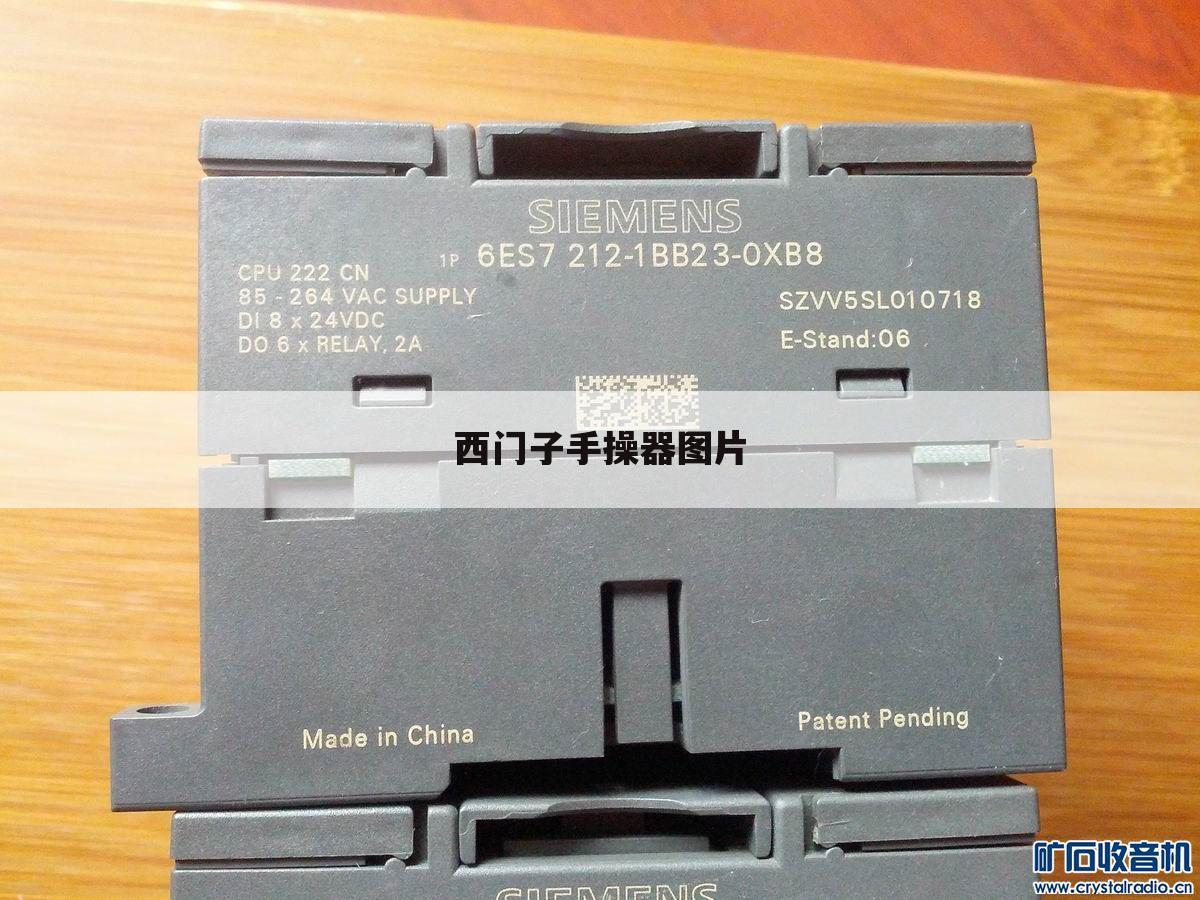 SIEMENS
1P 6ES7 212-1BB23-0XB8
CPU 222 CN
85 - 264 VAC SUPPLY
DI 8 x 24VDC
DO 6 x RELAY, 2A
SZVV5SL010718
E-Stand:06
西门子手操器图片
Made in China
Patent Pending
SIEMENS
矿石收音机
www.crystalradio.cn